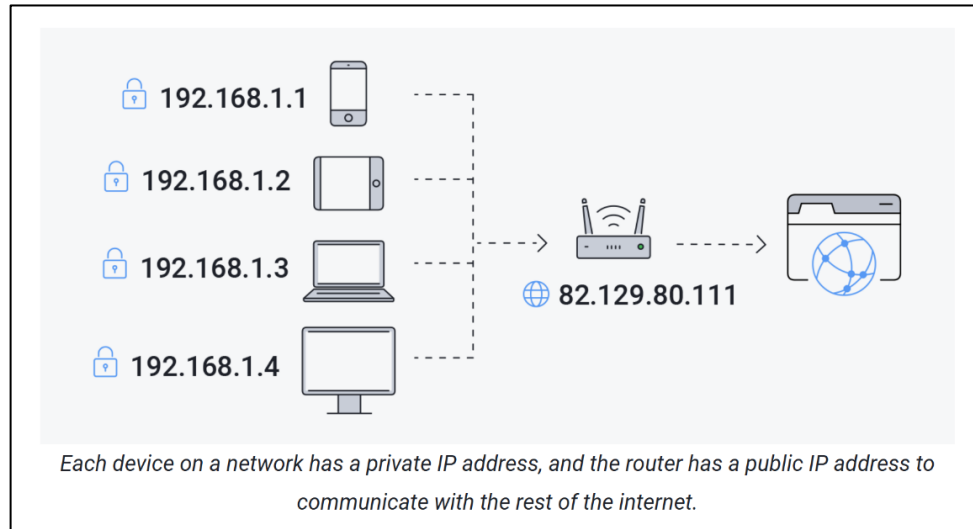 192.168.1.1
192.168.1.2
192.168.1.3
82.129.80.111
192.168.1.4
Each device on a network has a private IP address, and the router has a public IP address to
communicate with the rest of the internet.